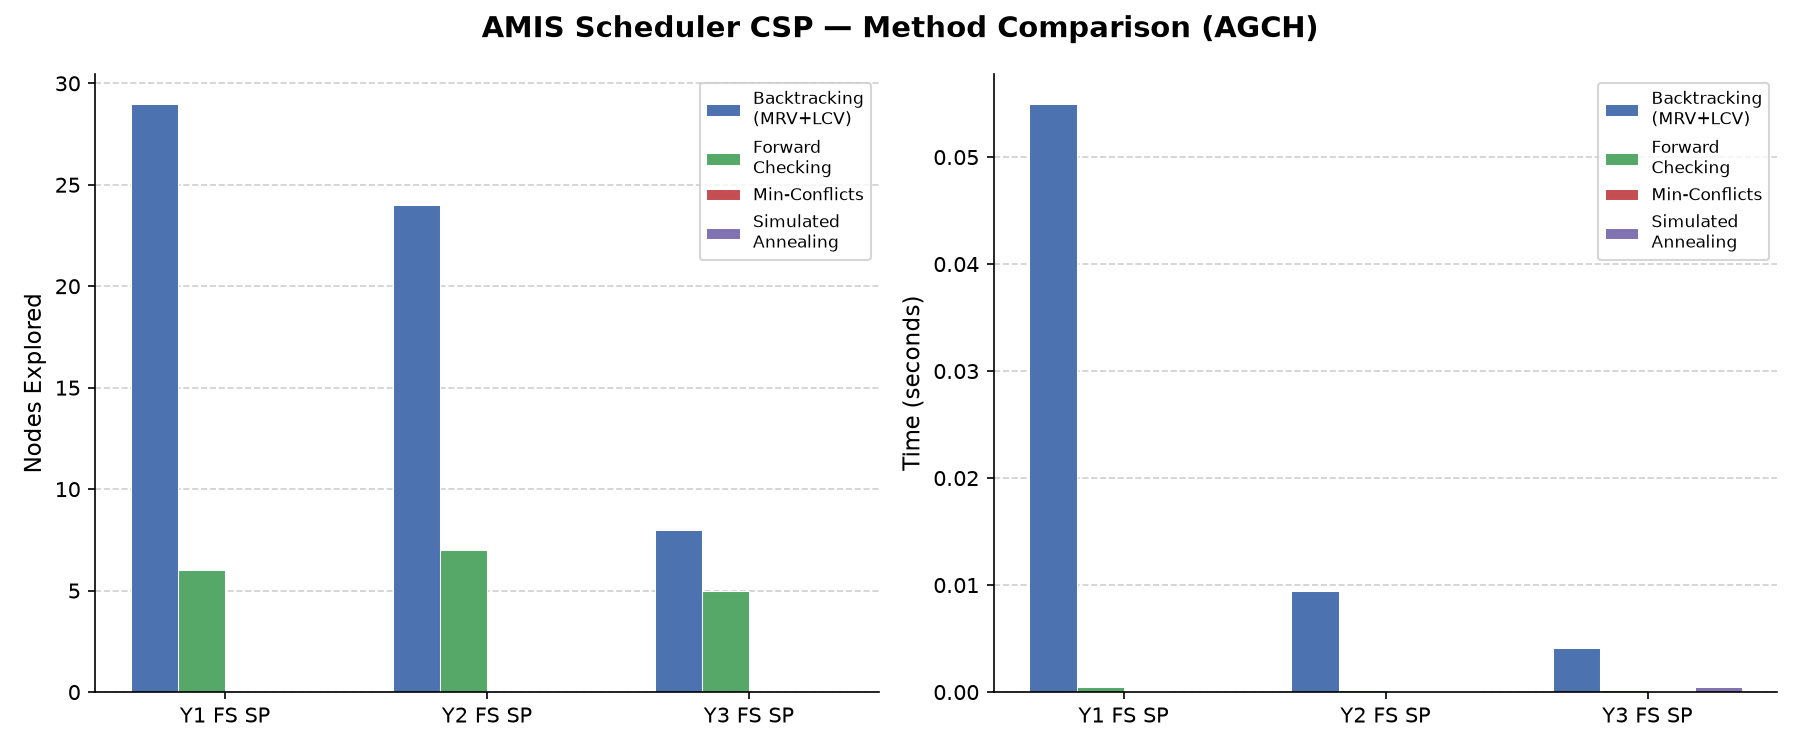 AMIS Scheduler CSP — Method Comparison (AGCH)
Nodes Explored
30
25
20
15
10
5
0
Y1 FS SP
Y2 FS SP
Y3 FS SP
Backtracking
(MRV+LCV)
Forward
Checking
Min-Conflicts
Simulated
Annealing
Time (seconds)
0.05
0.04
0.03
0.02
0.01
0.00
Y1 FS SP
Y2 FS SP
Y3 FS SP
Backtracking
(MRV+LCV)
Forward
Checking
Min-Conflicts
Simulated
Annealing